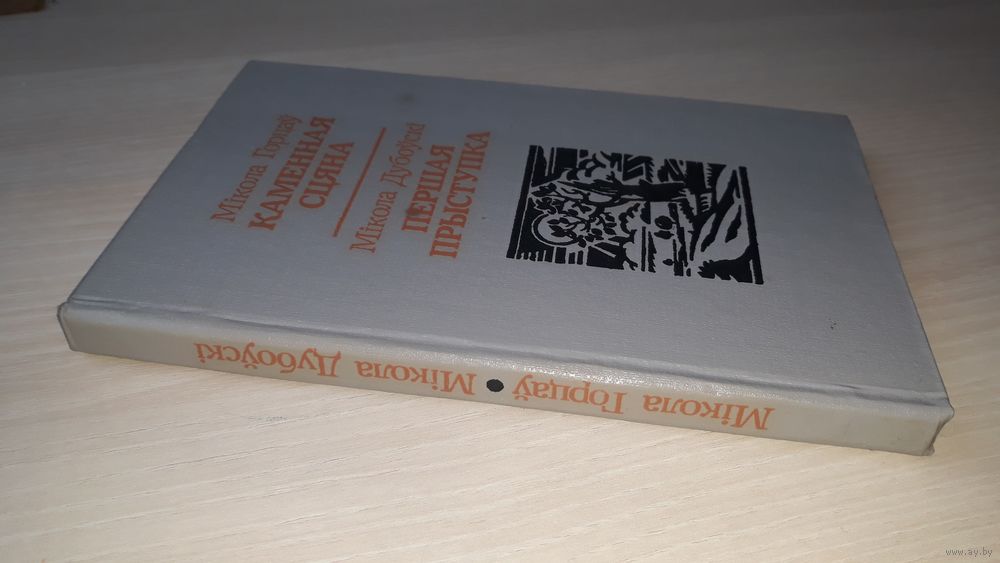 Мікола Горцаў
КАМЕННАЯ
СЦЯНА
Мікола Дубоўскі
ПЕРШАЯ
ПРЫСТУПКА
Мікола Горцаў • Мікола Дубоўскі
www.ay.by